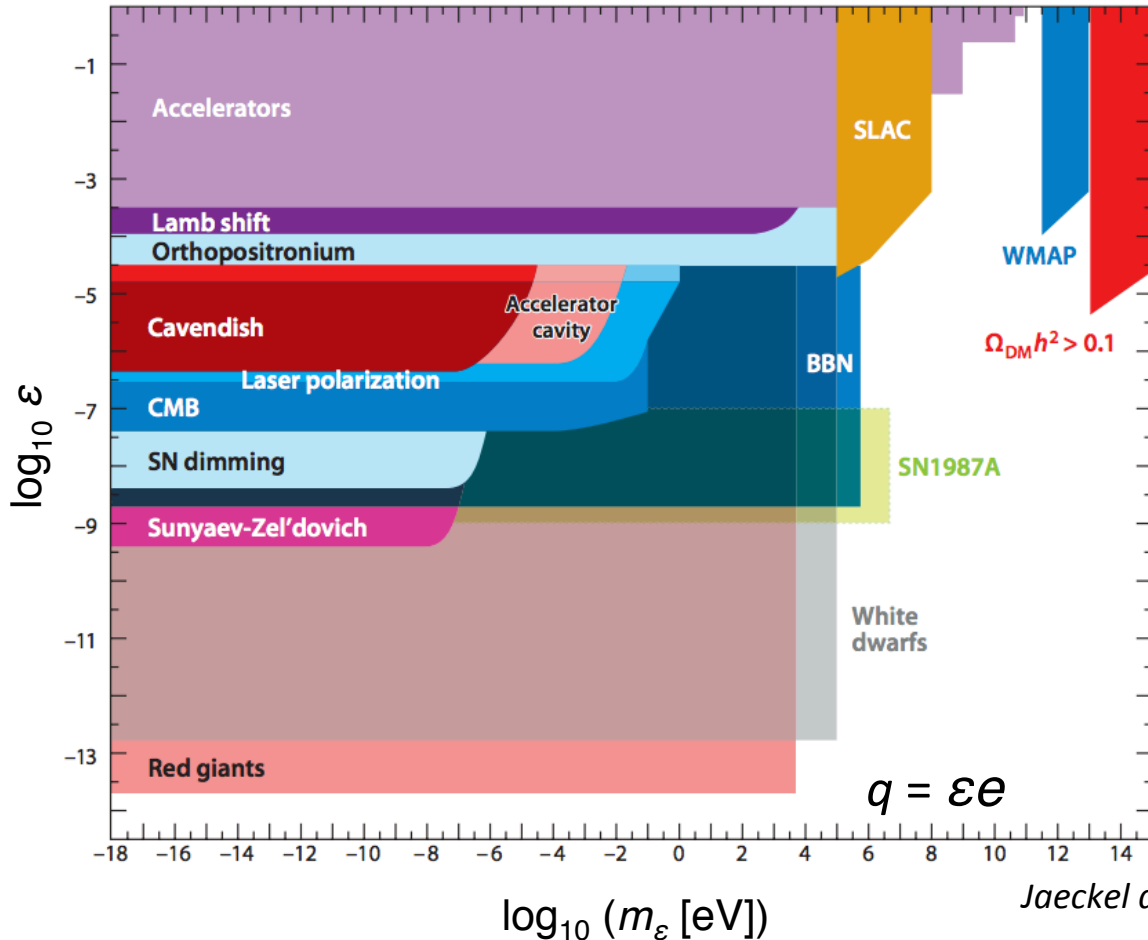 −1
−3
−5
−7
−9
−11
−13
log10 ε
Accelerators
SLAC
Lamb shift
Orthopositronium
WMAP
Cavendish
Accelerator
cavity
ΩDM h² > 0.1
BBN
Laser polarization
CMB
SN dimming
SN1987A
Sunyaev-Zel’dovich
White
dwarfs
Red giants
q = εe
−18 −16 −14 −12 −10 −8 −6 −4 −2 0 2 4 6 8 10 12 14
Jaeckel
log10 (mε [eV])